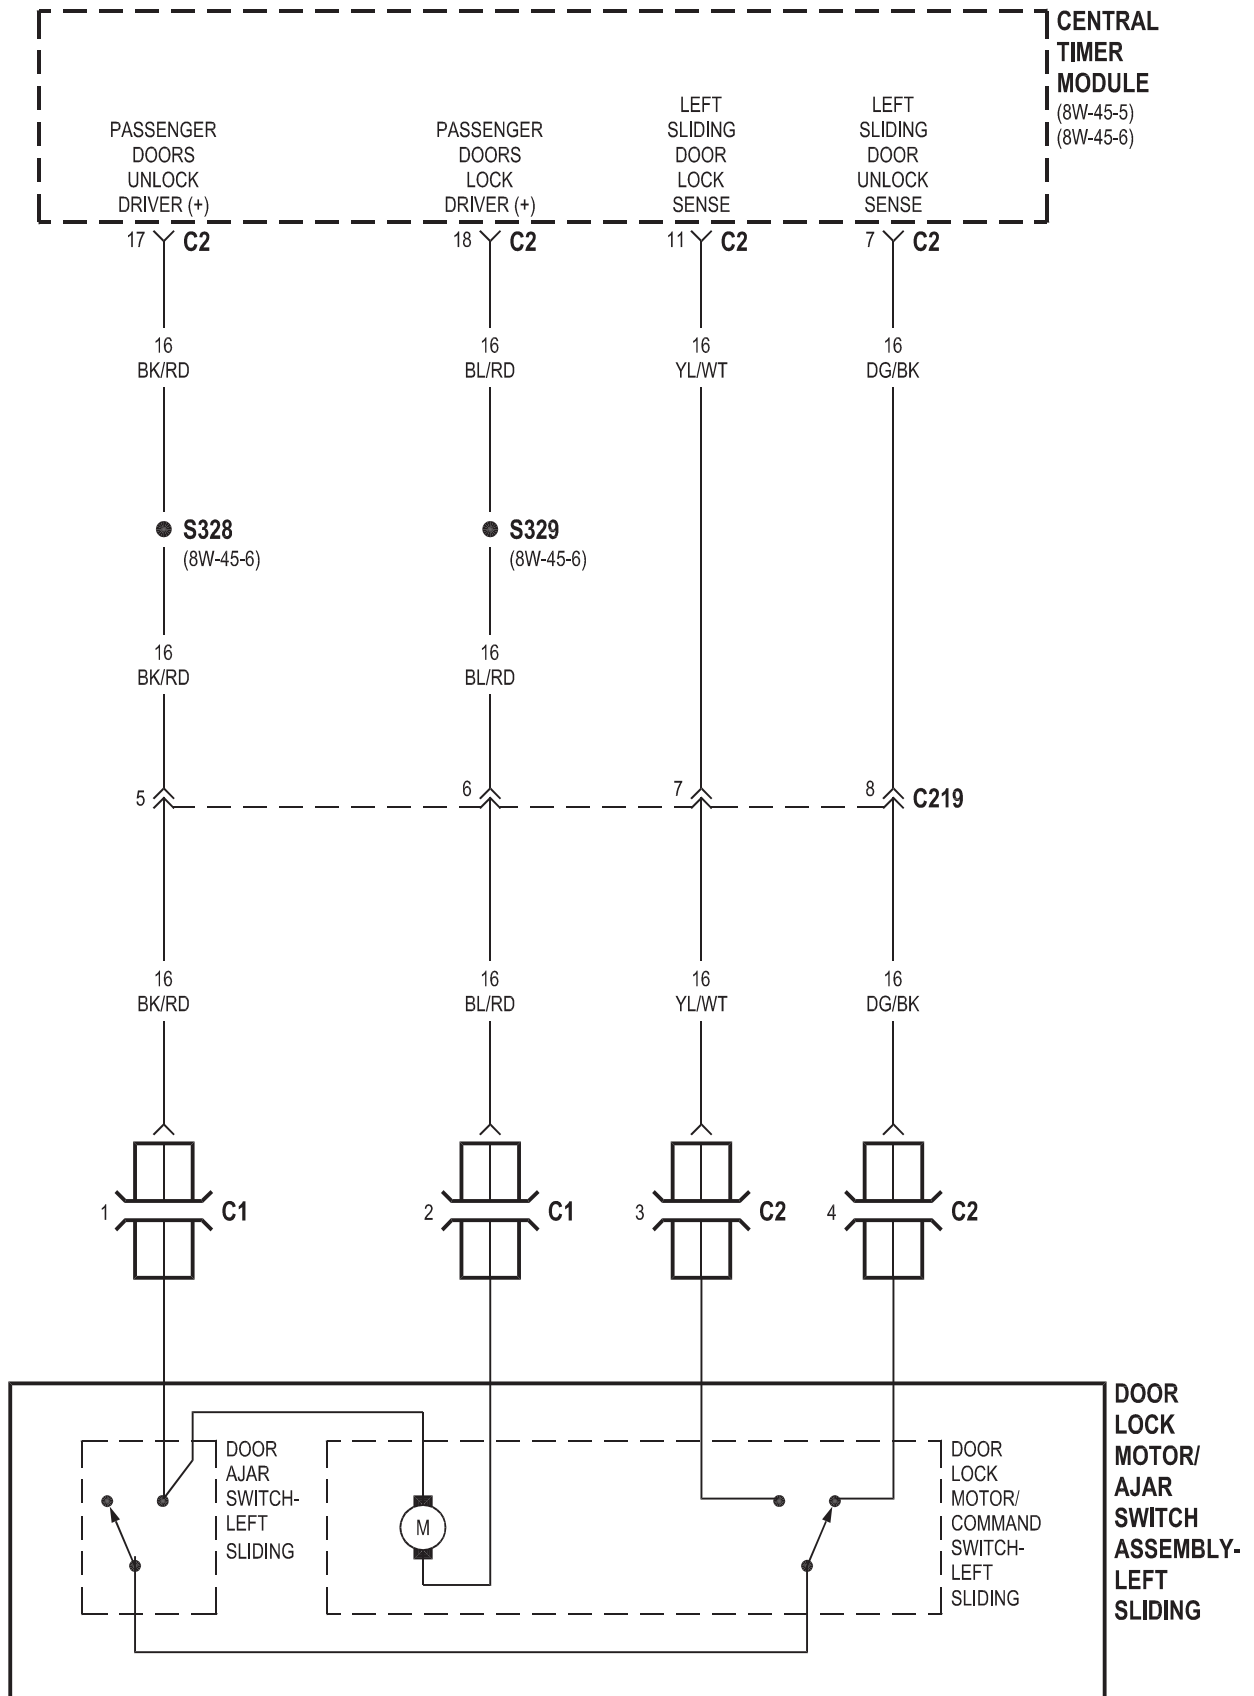 CENTRAL
TIMER
MODULE
(8W-45-5)
(8W-45-6)
PASSENGER
DOORS
UNLOCK
DRIVER (+)
PASSENGER
DOORS
LOCK
DRIVER (+)
LEFT
SLIDING
DOOR
LOCK
SENSE
LEFT
SLIDING
DOOR
UNLOCK
SENSE
17 C2
18 C2
11 C2
7 C2
16
BK/RD
16
BL/RD
16
YL/WT
16
DG/BK
S328
(8W-45-6)
S329
(8W-45-6)
16
BK/RD
16
BL/RD
5
6
7
8 C219
16
BK/RD
16
BL/RD
16
YL/WT
16
DG/BK
1 C1
2 C1
3 C2
4 C2
DOOR
AJAR
SWITCH-
LEFT
SLIDING
M
DOOR
LOCK
MOTOR/
COMMAND
SWITCH-
LEFT
SLIDING
DOOR
LOCK
MOTOR/
AJAR
SWITCH
ASSEMBLY-
LEFT
SLIDING